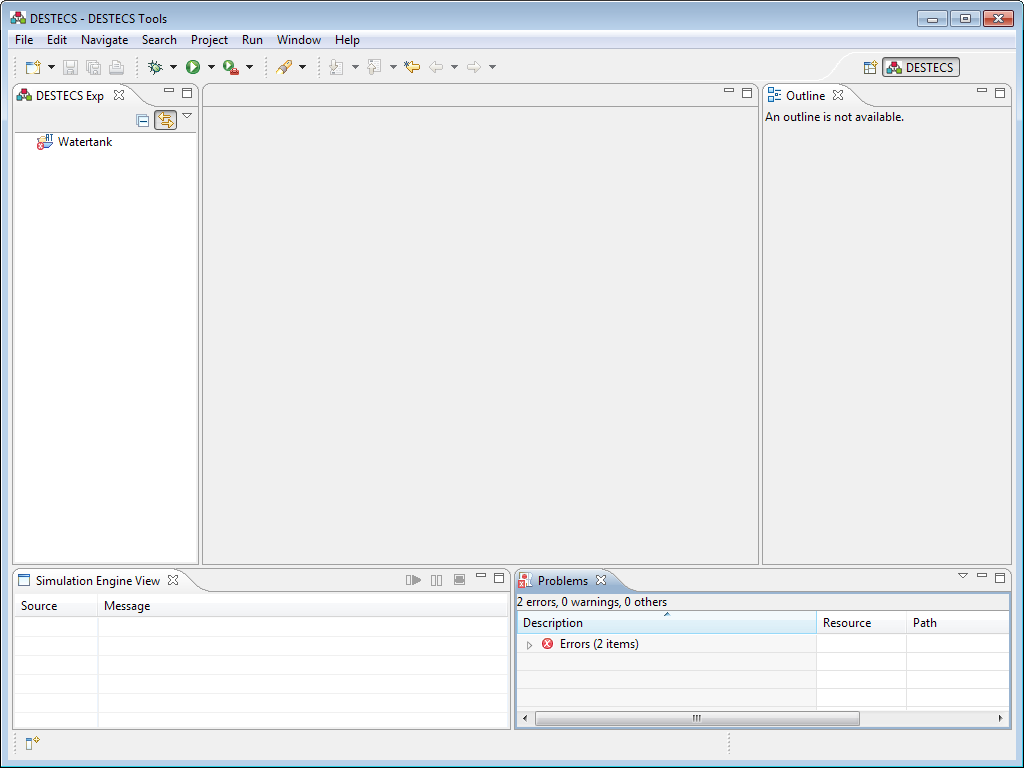 DESTECS - DESTECS Tools
File Edit Navigate Search Project Run Window Help
DESTECS
DESTECS Exp
Watertank
Outline
An outline is not available.
Simulation Engine View
Source Message
Problems
2 errors, 0 warnings, 0 others
Description Resource Path
Errors (2 items)